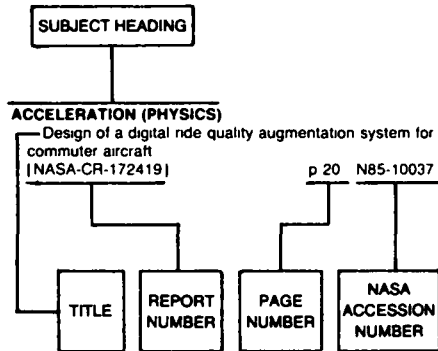 SUBJECT HEADING
ACCELERATION (PHYSICS)
Design of a digital ride quality augmentation system for
commuter aircraft
[NASA-CR-172419] p 20 N85-10037
TITLE
REPORT
NUMBER
PAGE
NUMBER
NASA
ACCESSION
NUMBER